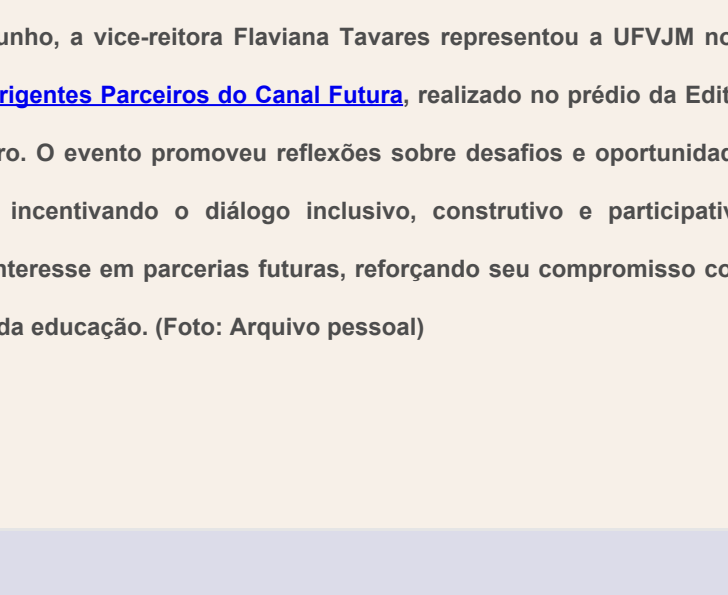 unho, a vice-reitora Flaviana Tavares representou a UFVJM no
rigentes Parceiros do Canal Futura, realizado no prédio da Edit
ro. O evento promoveu reflexões sobre desafios e oportunidad
incentivando o diálogo inclusivo, construtivo e participativ
nteresse em parcerias futuras, reforçando seu compromisso co
da educação. (Foto: Arquivo pessoal)